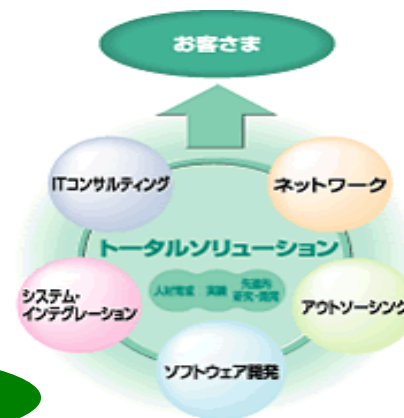 お客さま
ITコンサルティング
ネットワーク
トータルソリューション
人材育成
実績
先進的
研究・開発
システム・
インテグレーション
アウトソーシング
ソフトウェア開発